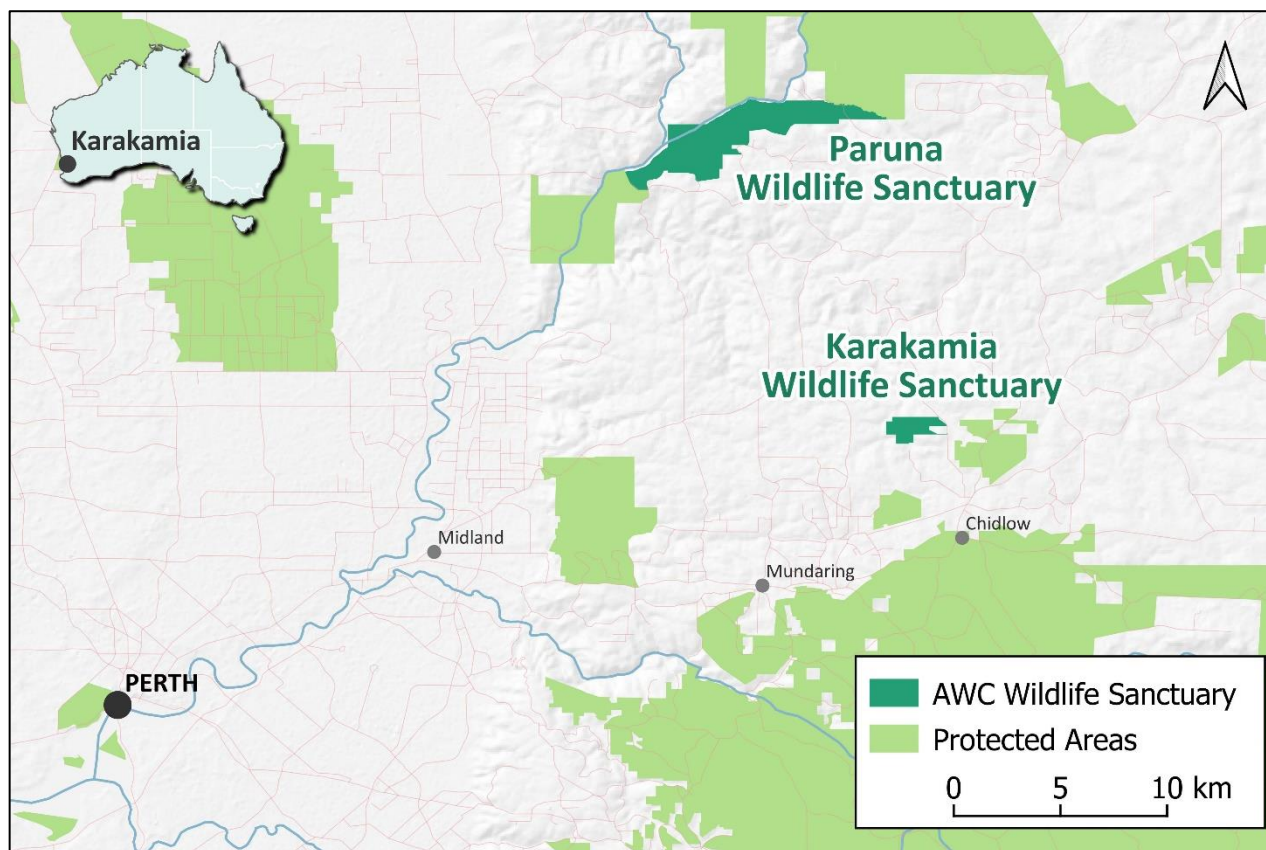 Karakamia
Paruna
Wildlife Sanctuary
Karakamia
Wildlife Sanctuary
Midland
Chidlow
Mundaring
PERTH
AWC Wildlife Sanctuary
Protected Areas
0 5 10 km